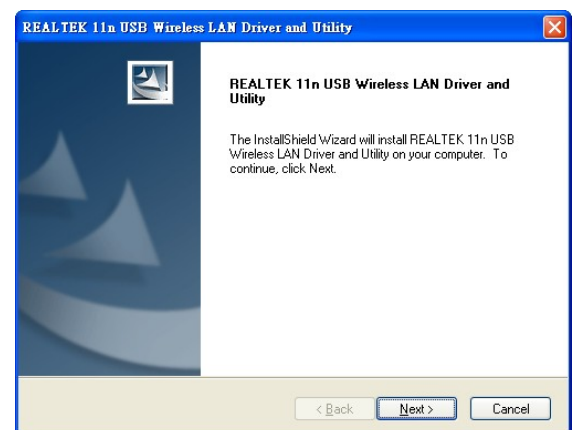 REALTEK 11n USB Wireless LAN Driver and Utility
REALTEK 11n USB Wireless LAN Driver and
Utility
The InstallShield Wizard will install REALTEK 11n USB
Wireless LAN Driver and Utility on your computer. To
continue, click Next.
< Back
Next >
Cancel